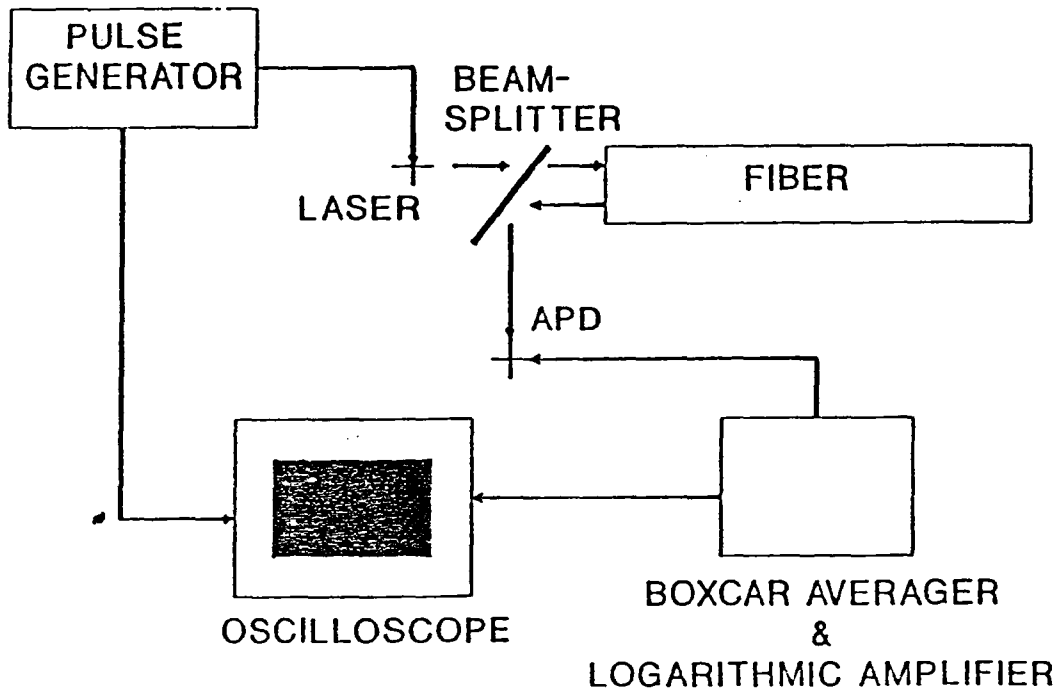 PULSE
GENERATOR
BEAM-
SPLITTER
LASER
FIBER
APD
OSCILLOSCOPE
BOXCAR AVERAGER
&
LOGARITHMIC AMPLIFIER